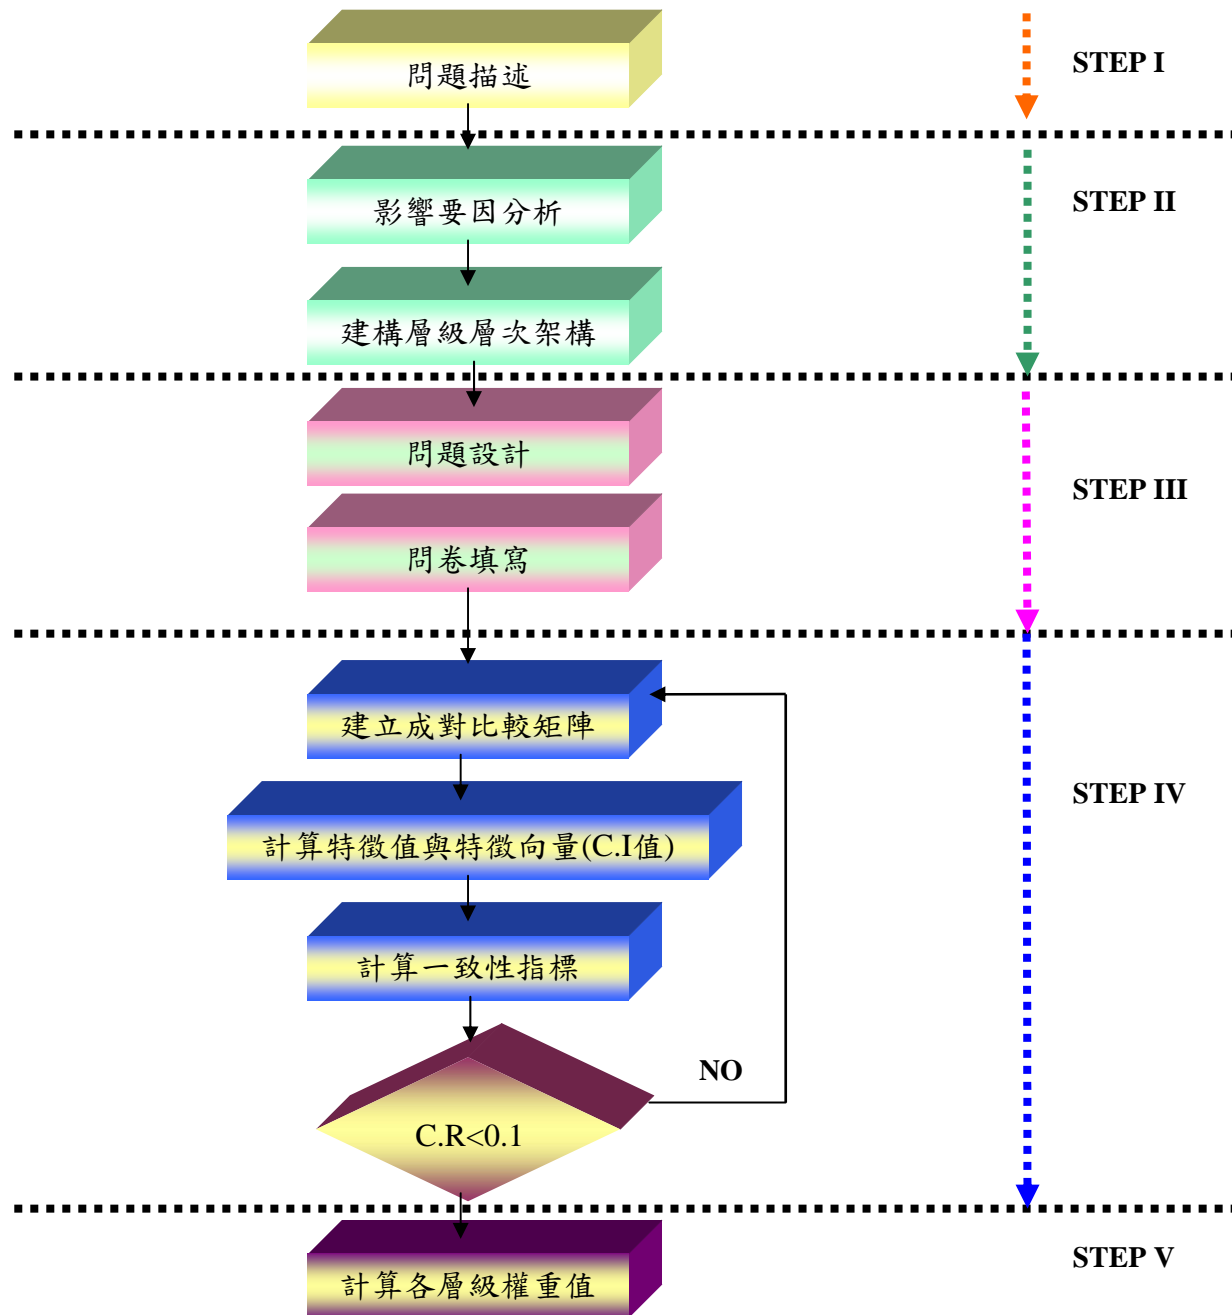 問題描述
STEP I
影響要因分析
STEP II
建構層級層次架構
問題設計
STEP III
問卷填寫
建立成對比較矩陣
STEP IV
計算特徵值與特徵向量(C.I值)
計算一致性指標
NO
C.R<0.1
STEP V
計算各層級權重值